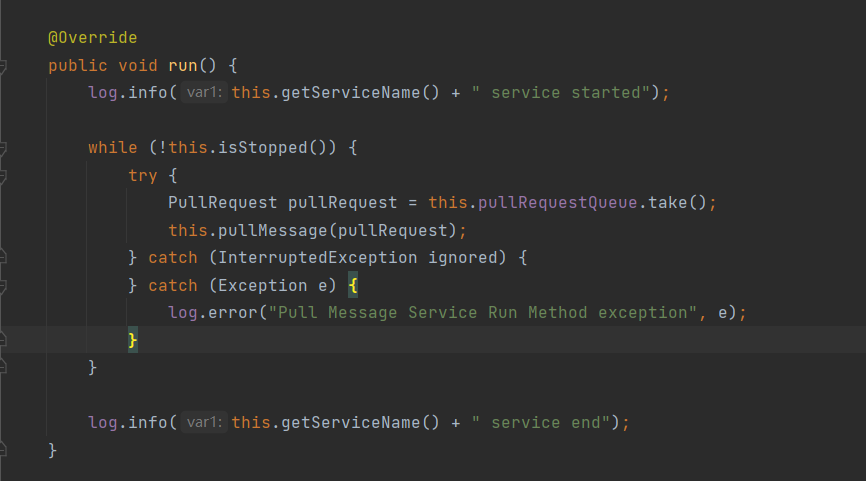 @Override
public void run() {
log.info( var1: this.getServiceName() + " service started");
while (!this.isStopped()) {
try {
PullRequest pullRequest = this.pullRequestQueue.take();
this.pullMessage(pullRequest);
} catch (InterruptedException ignored) {
} catch (Exception e) {
log.error("Pull Message Service Run Method exception", e);
}
}
log.info( var1: this.getServiceName() + " service end");
}